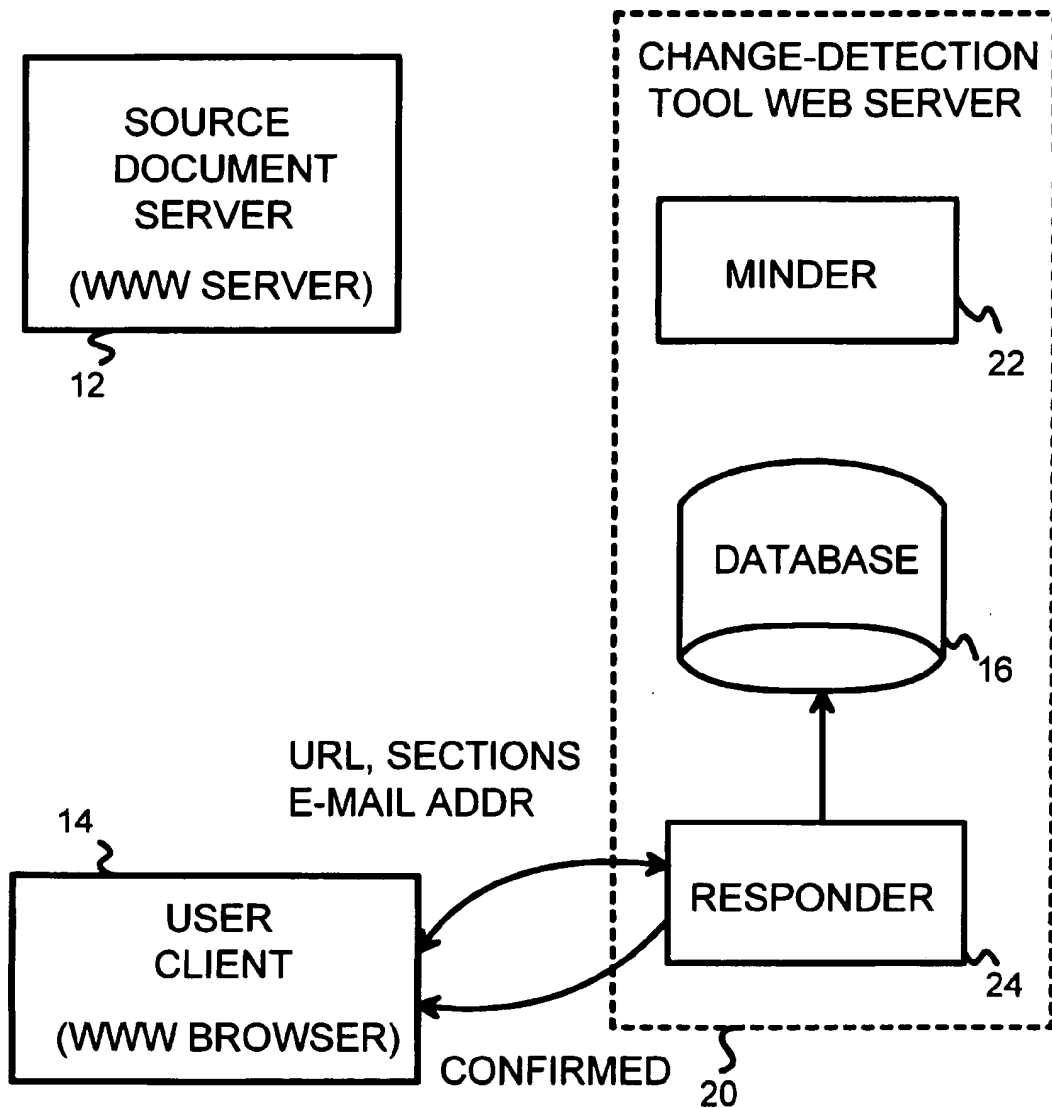 CHANGE-DETECTION
TOOL WEB SERVER
SOURCE
DOCUMENT
SERVER
(WWW SERVER)
12
MINDER
22
DATABASE
16
URL, SECTIONS
E-MAIL ADDR
14
USER
CLIENT
(WWW BROWSER)
RESPONDER
24
CONFIRMED
20